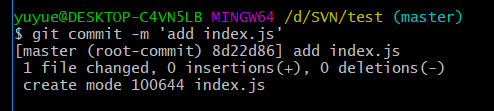 yuyue@DESKTOP-C4VN5LB MINGW64 /d/SVN/test (master)
$ git commit -m 'add index.js'
[master (root-commit) 8d22d86] add index.js
 1 file changed, 0 insertions(+), 0 deletions(-)
 create mode 100644 index.js